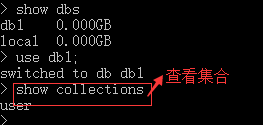 > show dbs
db1    0.000GB
local  0.000GB
> use db1;
switched to db db1
> show collections
查看集合
user
>